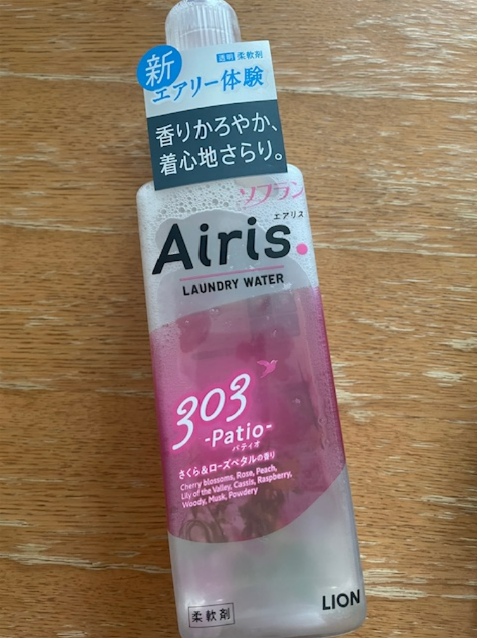 新
透明 柔軟剤
エアリー体験
香りかろやか、
着心地さらり。
ソフラン
エアリス
Airis.
LAUNDRY WATER
303
-Patio-
パティオ
さくら&ローズペタルの香り
Cherry blossoms, Rose, Peach,
Lily of the Valley, Cassis, Raspberry,
Woody, Musk, Powdery
柔軟剤
LION